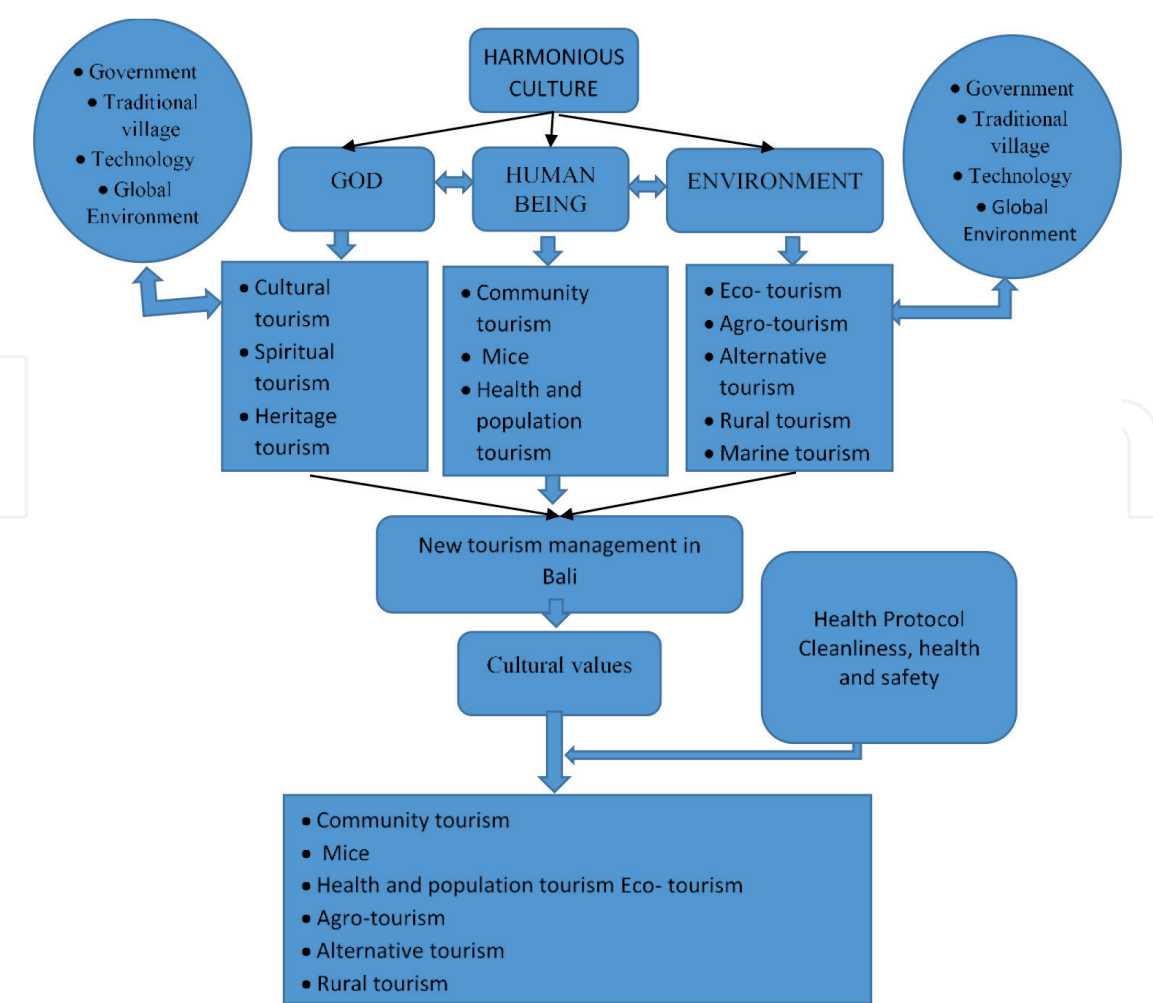 HARMONIOUS
CULTURE
• Government
• Traditional
village
• Technology
• Global
Environment
• Government
• Traditional
village
• Technology
• Global
Environment
GOD
HUMAN
BEING
ENVIRONMENT
• Cultural
tourism
• Spiritual
tourism
• Heritage
tourism
• Community
tourism
• Mice
• Health and
population
tourism
• Eco- tourism
• Agro-tourism
• Alternative
tourism
• Rural tourism
• Marine tourism
New tourism management in
Bali
Cultural values
Health Protocol
Cleanliness, health
and safety
• Community tourism
• Mice
• Health and population tourism Eco- tourism
• Agro-tourism
• Alternative tourism
• Rural tourism